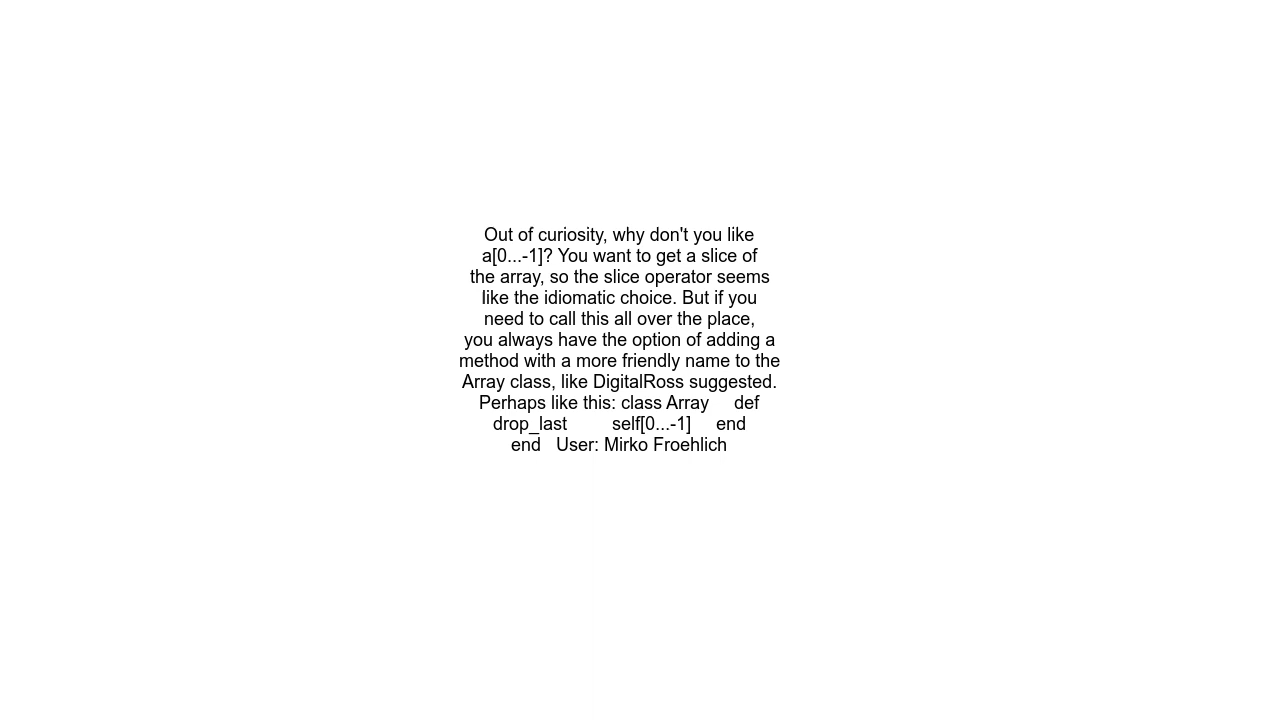 Out of curiosity, why don't you like
a[0...-1]? You want to get a slice of
the array, so the slice operator seems
like the idiomatic choice. But if you
need to call this all over the place,
you always have the option of adding a
method with a more friendly name to the
Array class, like DigitalRoss suggested.
Perhaps like this: class Array     def
drop_last         self[0...-1]     end
end   User: Mirko Froehlich